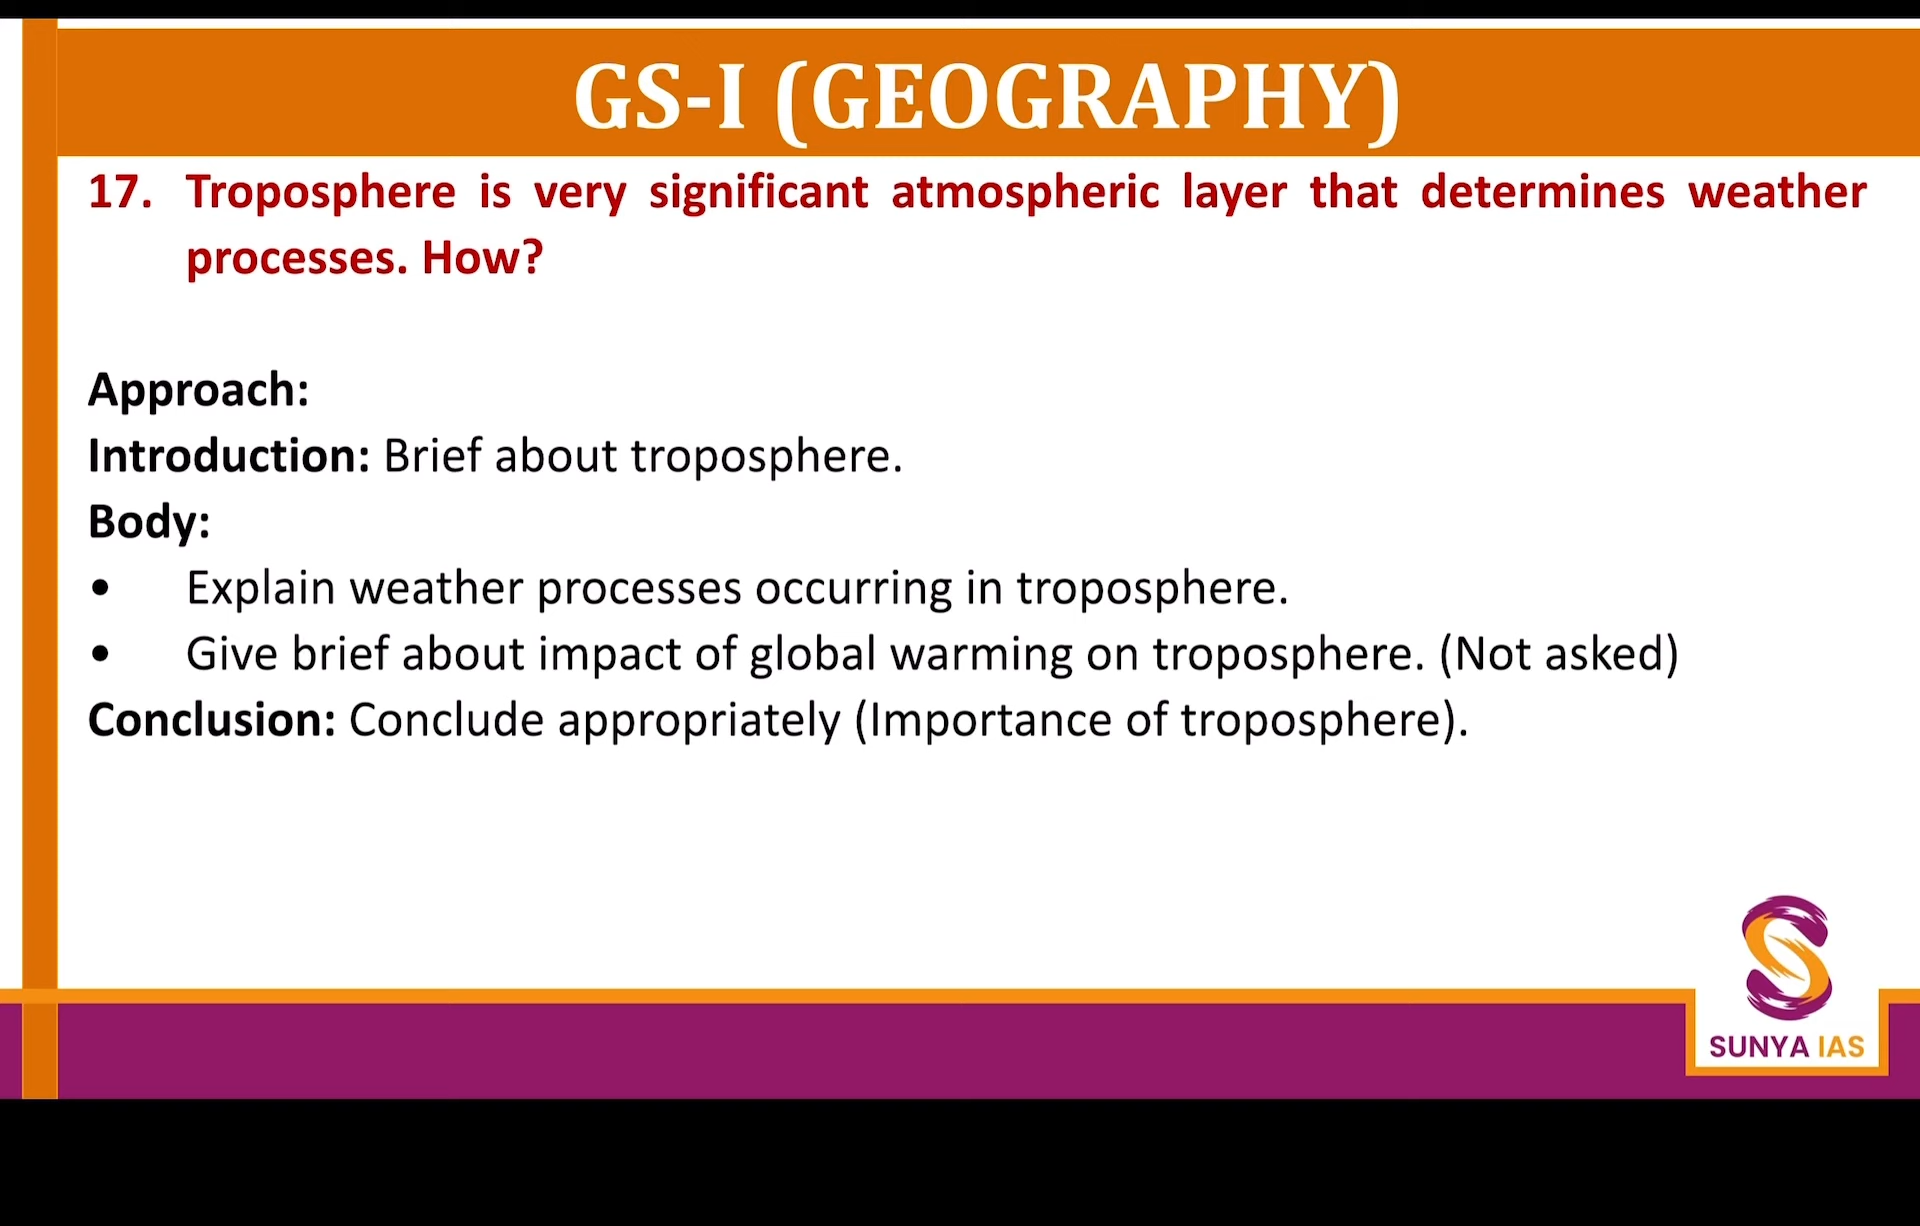 GS-I (GEOGRAPHY)
17. Troposphere is very significant atmospheric layer that determines weather
processes. How?
Approach:
Introduction: Brief about troposphere.
Body:
• Explain weather processes occurring in troposphere.
• Give brief about impact of global warming on troposphere. (Not asked)
Conclusion: Conclude appropriately (Importance of troposphere).
SUNYA IAS